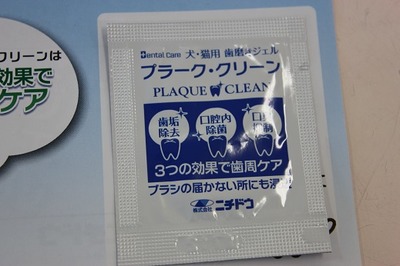 クリーンは
効果で
ケア
Dental Care 犬・猫用 歯磨きジェル
プラーク・クリーン
PLAQUE CLEAN
歯垢
除去
口腔内
除菌
3つの効果で歯周ケア
ブラシの届かない所にも
株式会社 ニチドウ